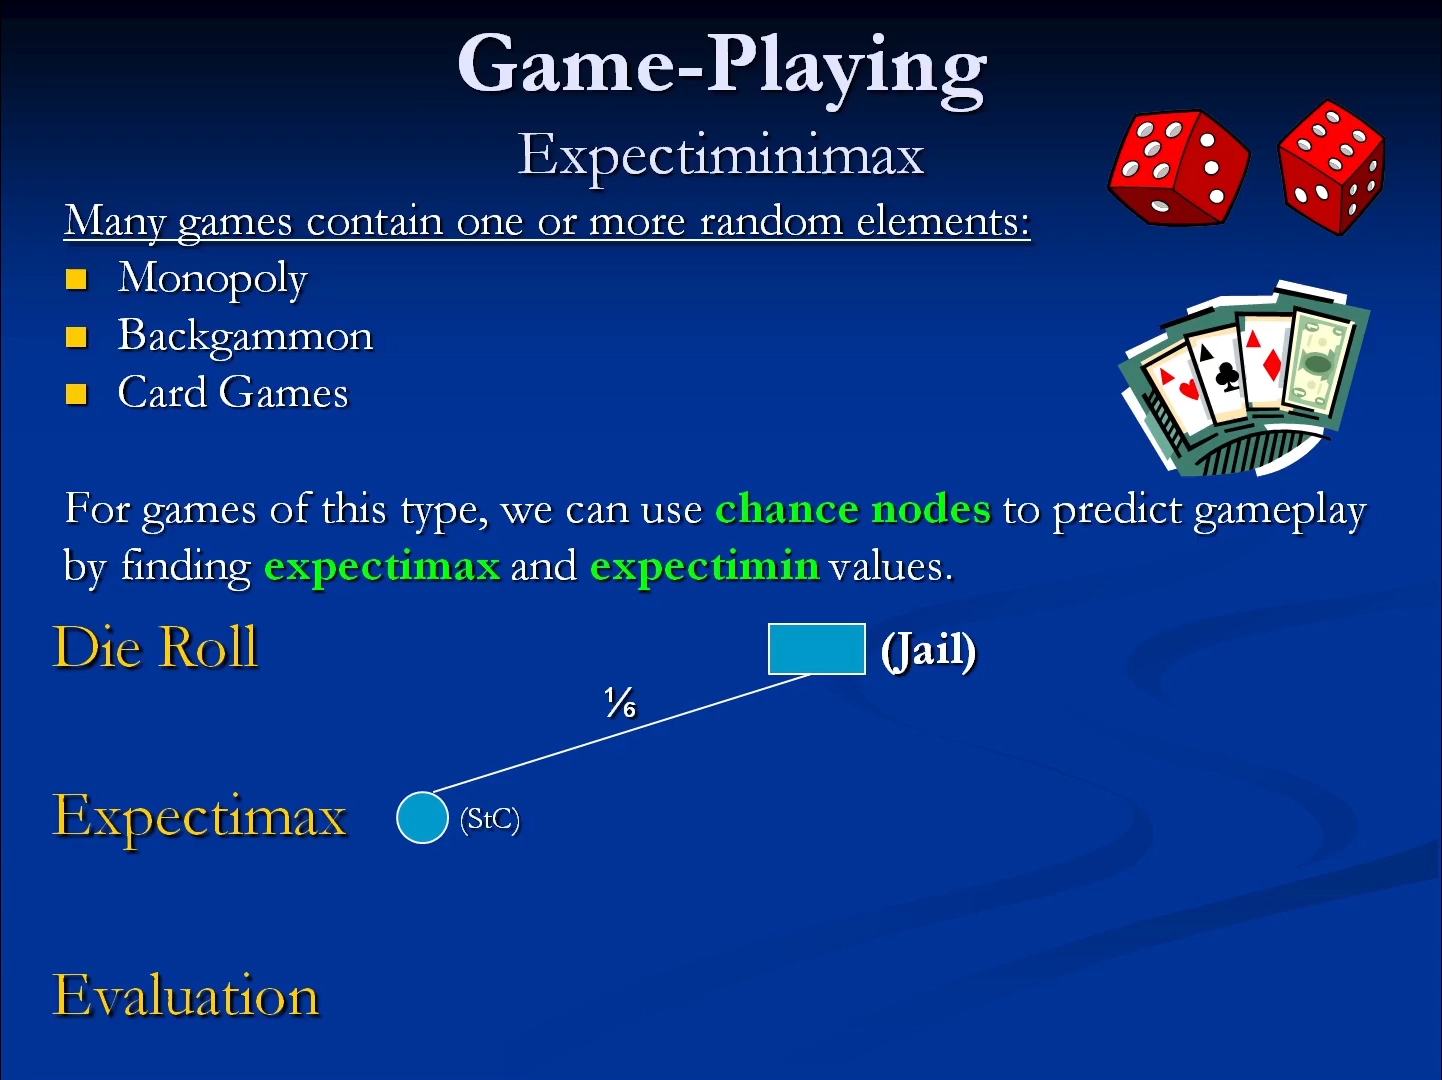 Game-Playing
Expectiminimax
Many games contain one or more random elements:
Monopoly
Backgammon
Card Games
For games of this type, we can use chance nodes to predict gameplay
by finding expectimax and expectimin values.
Die Roll
(Jail)
⅙
Expectimax
(StC)
Evaluation